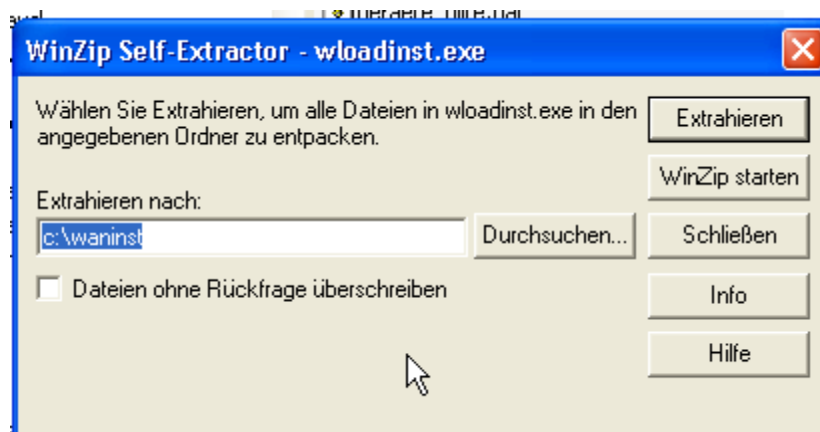 WinZip Self-Extractor - wloadinst.exe
Wählen Sie Extrahieren, um alle Dateien in wloadinst.exe in den
angegebenen Ordner zu entpacken.
Extrahieren
WinZip starten
Extrahieren nach:
c:\waninst
Durchsuchen...
Schließen
Dateien ohne Rückfrage überschreiben
Info
Hilfe